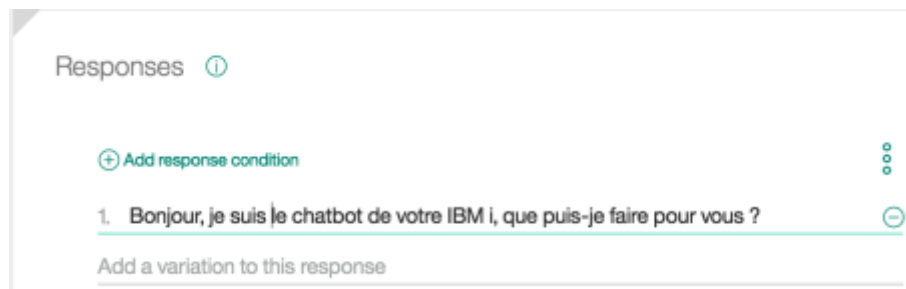 Responses
Add response condition
1. Bonjour, je suis le chatbot de votre IBM i, que puis-je faire pour vous ?
Add a variation to this response